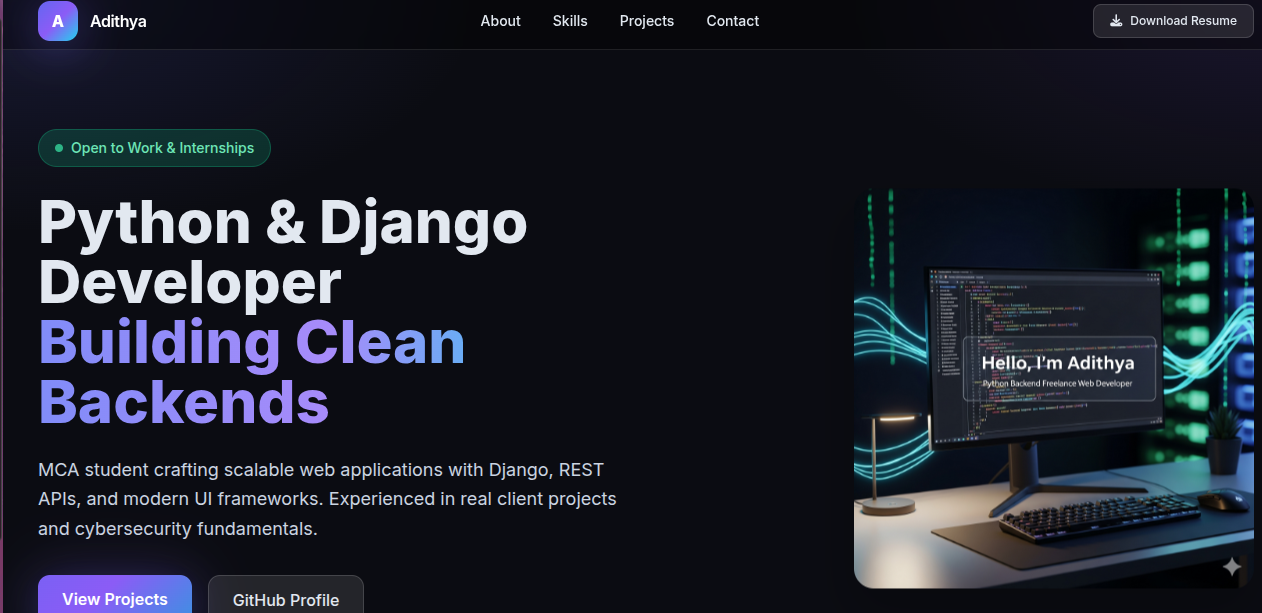 A
Adithya
About
Skills
Projects
Contact
Download Resume
Open to Work & Internships
Python & Django
Developer
Building Clean
Backends
MCA student crafting scalable web applications with Django, REST
APIs, and modern UI frameworks. Experienced in real client projects
and cybersecurity fundamentals.
View Projects
GitHub Profile
Hello, I'm Adithya
Python Backend Freelance Web Developer